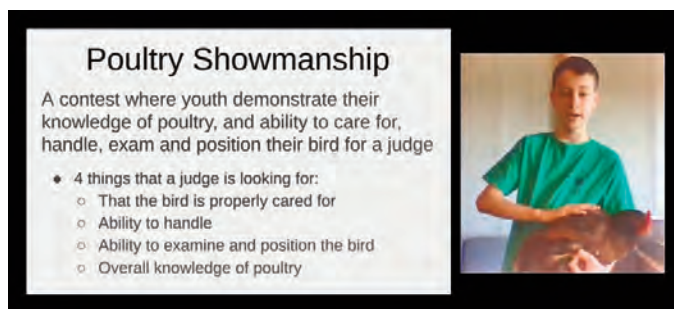 Poultry Showmanship
A contest where youth demonstrate their
knowledge of poultry, and ability to care for,
handle, exam and position their bird for a judge
● 4 things that a judge is looking for:
○ That the bird is properly cared for
○ Ability to handle
○ Ability to examine and position the bird
○ Overall knowledge of poultry